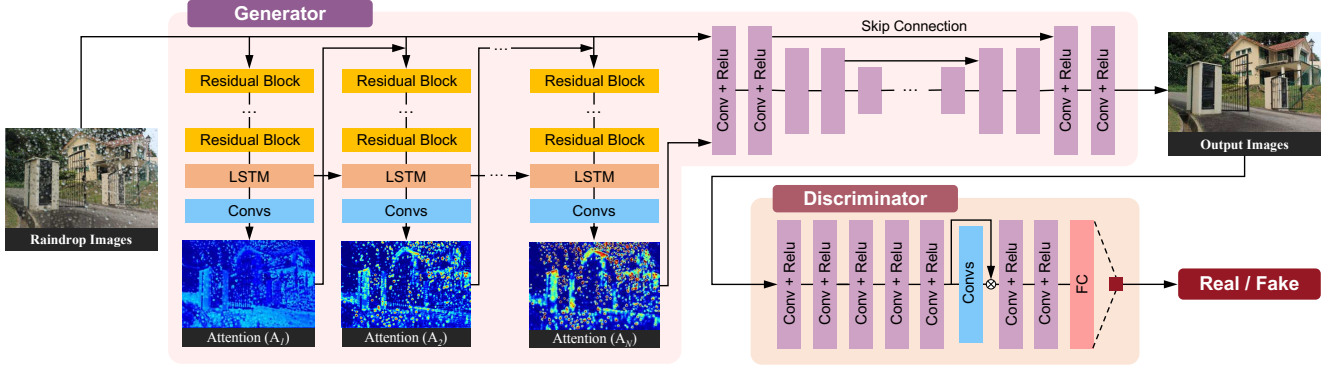 Generator
Skip Connection
Residual Block
Residual Block
Residual Block
...
...
...
...
Residual Block
Residual Block
Residual Block
LSTM
LSTM
...
LSTM
Convs
Convs
Convs
Raindrop Images
Attention (A1)
Attention (A2)
Attention (AN)
Conv + Relu
Conv + Relu
...
Conv + Relu
Conv + Relu
Output Images
Discriminator
Conv + Relu
Conv + Relu
Conv + Relu
Conv + Relu
Conv + Relu
Convs
Conv + Relu
Conv + Relu
FC
Real / Fake